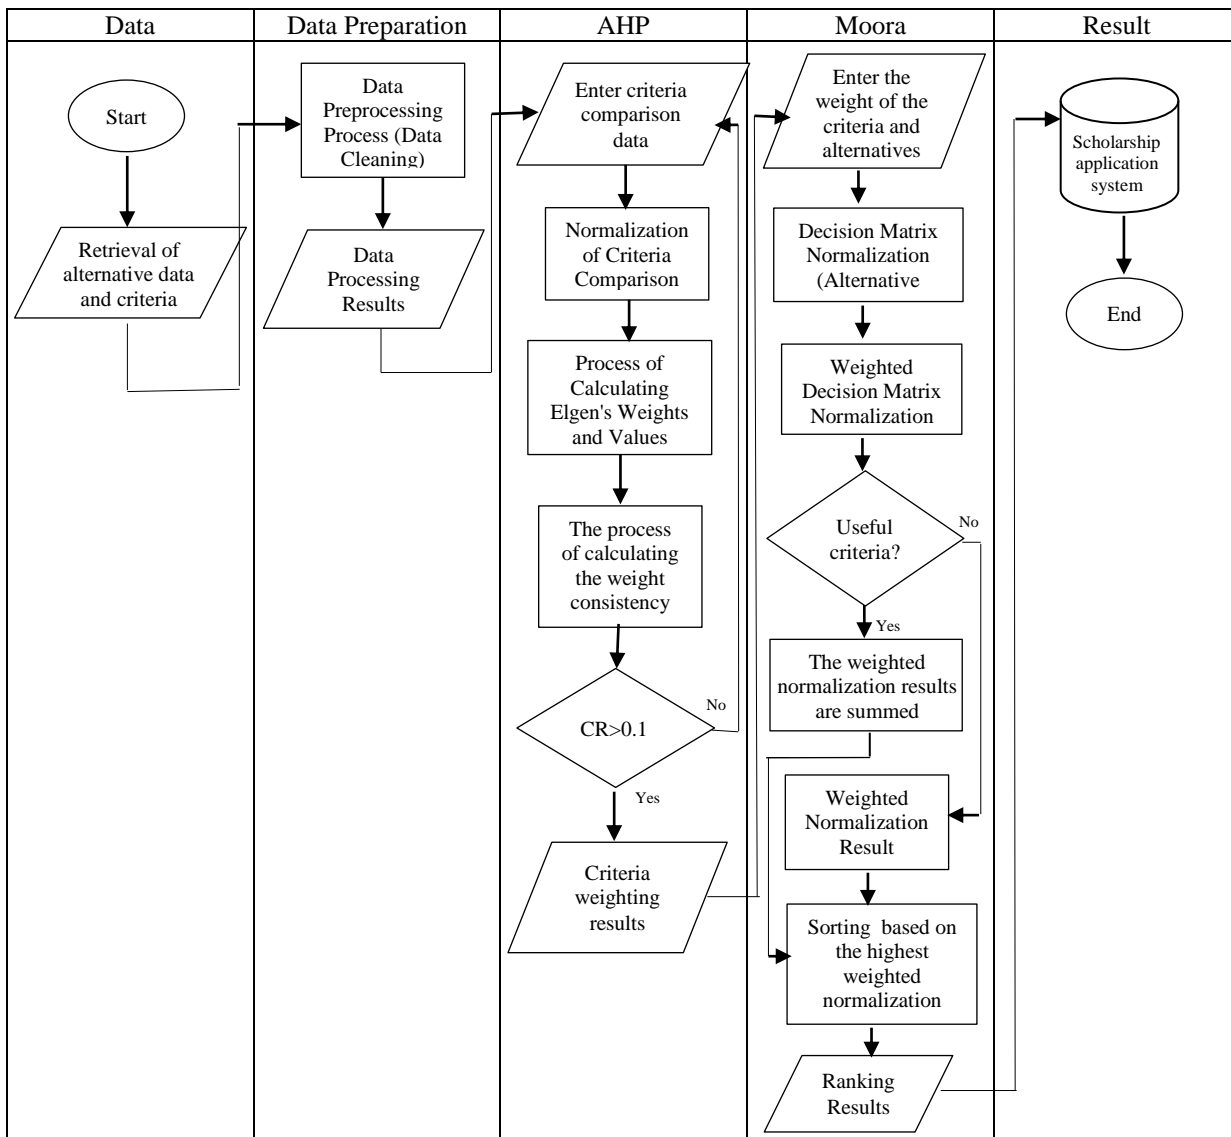 Data
Data Preparation
AHP
Moora
Result
Start
Retrieval of
alternative data
and criteria
Data
Preprocessing
Process (Data
Cleaning)
Data
Processing
Results
Enter criteria
comparison
data
Normalization
of Criteria
Comparison
Process of
Calculating
Elgen's Weights
and Values
The process
of calculating
the weight
consistency
CR>0.1
No
Yes
Criteria
weighting
results
Enter the
weight of the
criteria and
alternatives
Decision Matrix
Normalization
(Alternative
Weighted
Decision Matrix
Normalization
Useful
criteria?
No
Yes
The weighted
normalization results
are summed
Weighted
Normalization
Result
Sorting based on
the highest
weighted
normalization
Ranking
Results
Scholarship
application
system
End